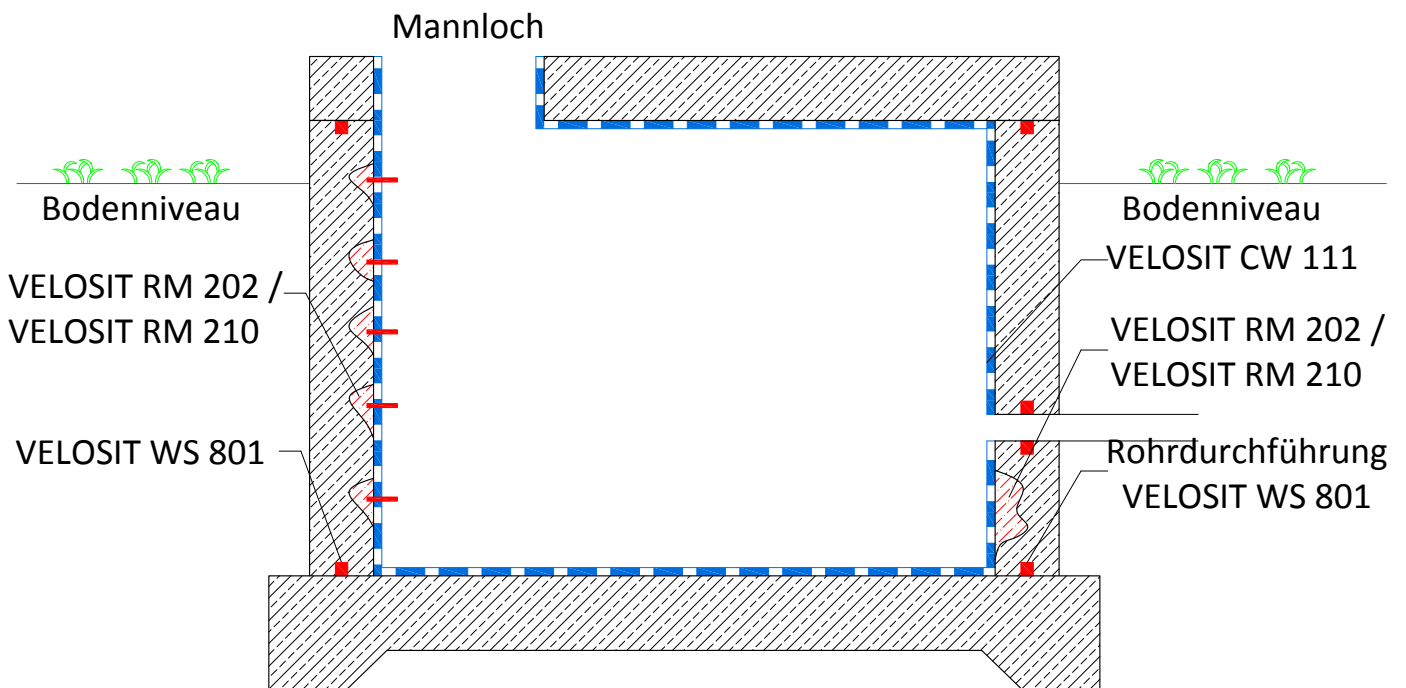 Mannloch
Bodenniveau
VELOSIT RM 202 /
VELOSIT RM 210
VELOSIT WS 801
Bodenniveau
VELOSIT CW 111
VELOSIT RM 202 /
VELOSIT RM 210
Rohrdurchführung
VELOSIT WS 801